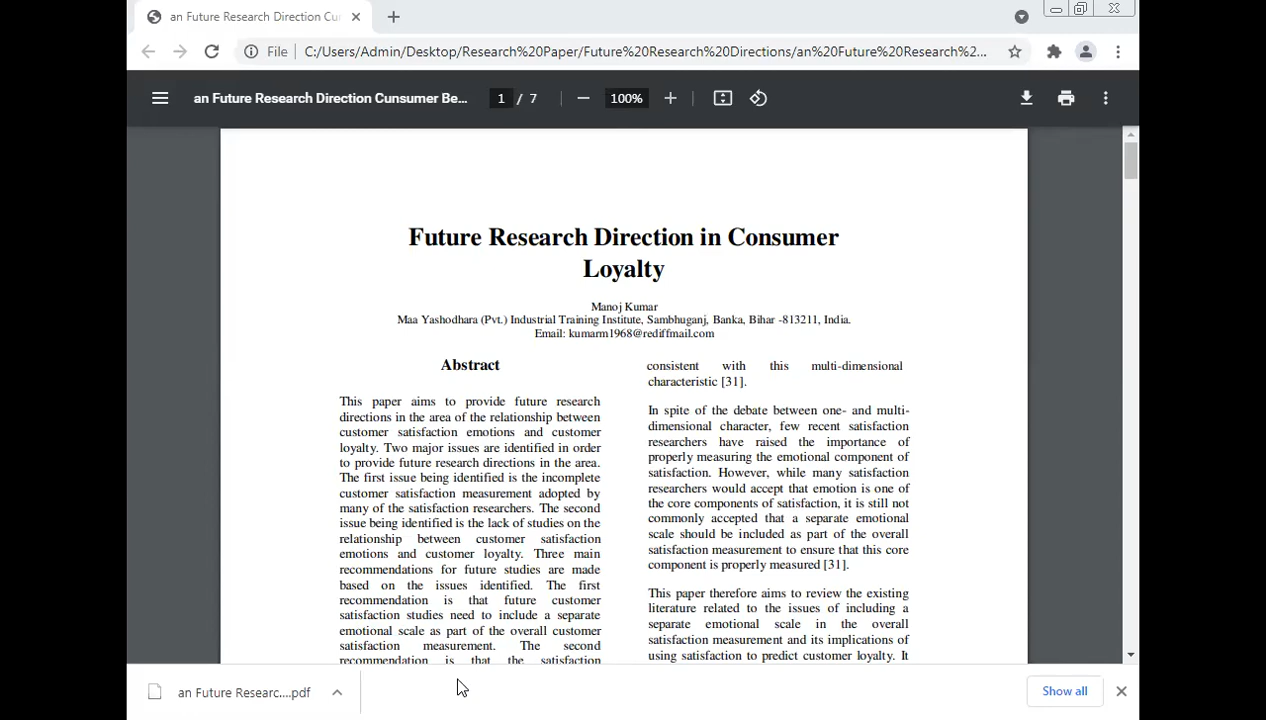 an Future Research Direction Cu
File
C:/Users/Admin/Desktop/Research%20Paper/Future%20Research%20Directions/an%20Future%20Research%2...
an Future Research Direction Cunsumer Be...
1 / 7
100%
Future Research Direction in Consumer
Loyalty
Manoj Kumar
Maa Yashodhara (Pvt.) Industrial Training Institute, Sambhuganj, Banka, Bihar -813211, India.
Email: kumarm1968@rediffmail.com
Abstract
This paper aims to provide future research
directions in the area of the relationship between
customer satisfaction emotions and customer
loyalty. Two major issues are identified in order
to provide future research directions in the area.
The first issue being identified is the incomplete
customer satisfaction measurement adopted by
many of the satisfaction researchers. The second
issue being identified is the lack of studies on the
relationship between customer satisfaction
emotions and customer loyalty. Three main
recommendations for future studies are made
based on the issues identified. The first
recommendation is that future customer
satisfaction studies need to include a separate
emotional scale as part of the overall customer
satisfaction measurement. The second
recommendation is that the satisfaction
consistent with this multi-dimensional
characteristic [31].
In spite of the debate between one- and multi-
dimensional character, few recent satisfaction
researchers have raised the importance of
properly measuring the emotional component of
satisfaction. However, while many satisfaction
researchers would accept that emotion is one of
the core components of satisfaction, it is still not
commonly accepted that a separate emotional
scale should be included as part of the overall
satisfaction measurement to ensure that this core
component is properly measured [31].
This paper therefore aims to review the existing
literature related to the issues of including a
separate emotional scale in the overall
satisfaction measurement and its implications of
using satisfaction to predict customer loyalty. It
an Future Researc....pdf
Show all